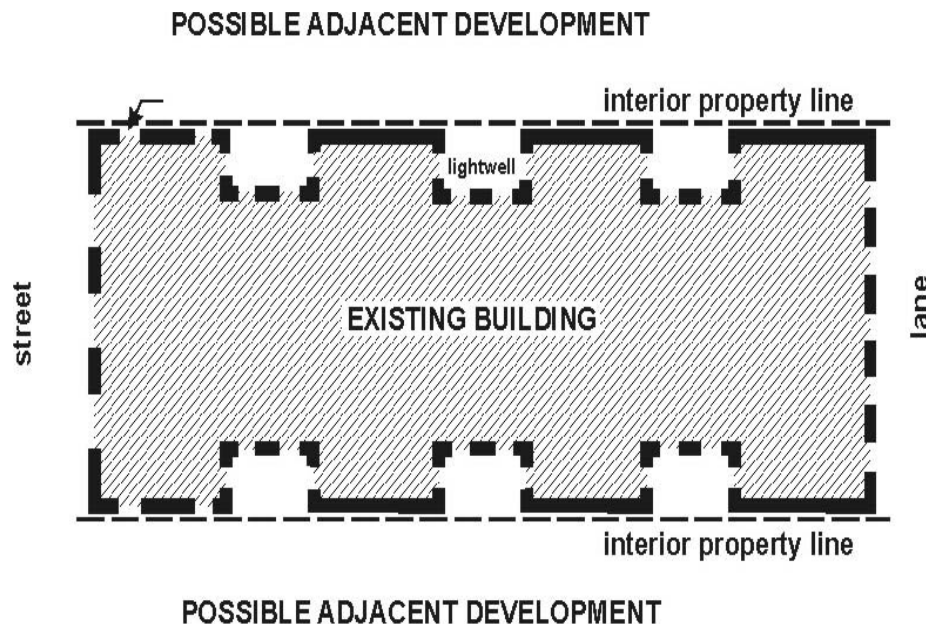 POSSIBLE ADJACENT DEVELOPMENT
interior property line
lightwell
street
EXISTING BUILDING
lane
interior property line
POSSIBLE ADJACENT DEVELOPMENT